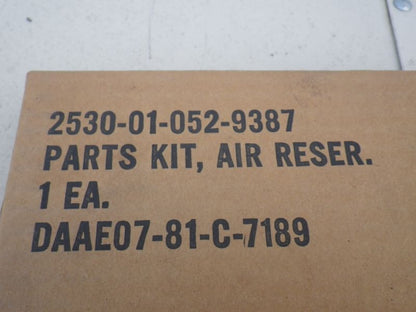 2530-01-052-9387
PARTS KIT, AIR RESER.
1 EA.
DAAE07-81-C-7189